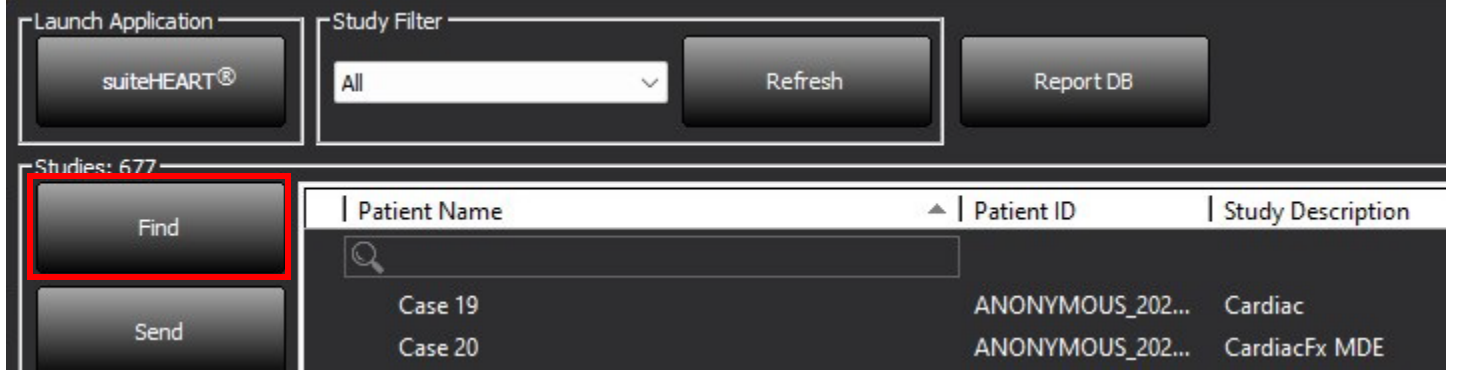 Launch Application
Study Filter
suiteHEART®
All
Refresh
Report DB
Studies: 677
Find
Patient Name
Patient ID
Study Description
Case 19
ANONYMOUS_202...
Cardiac
Send
Case 20
ANONYMOUS_202...
CardiacFx MDE